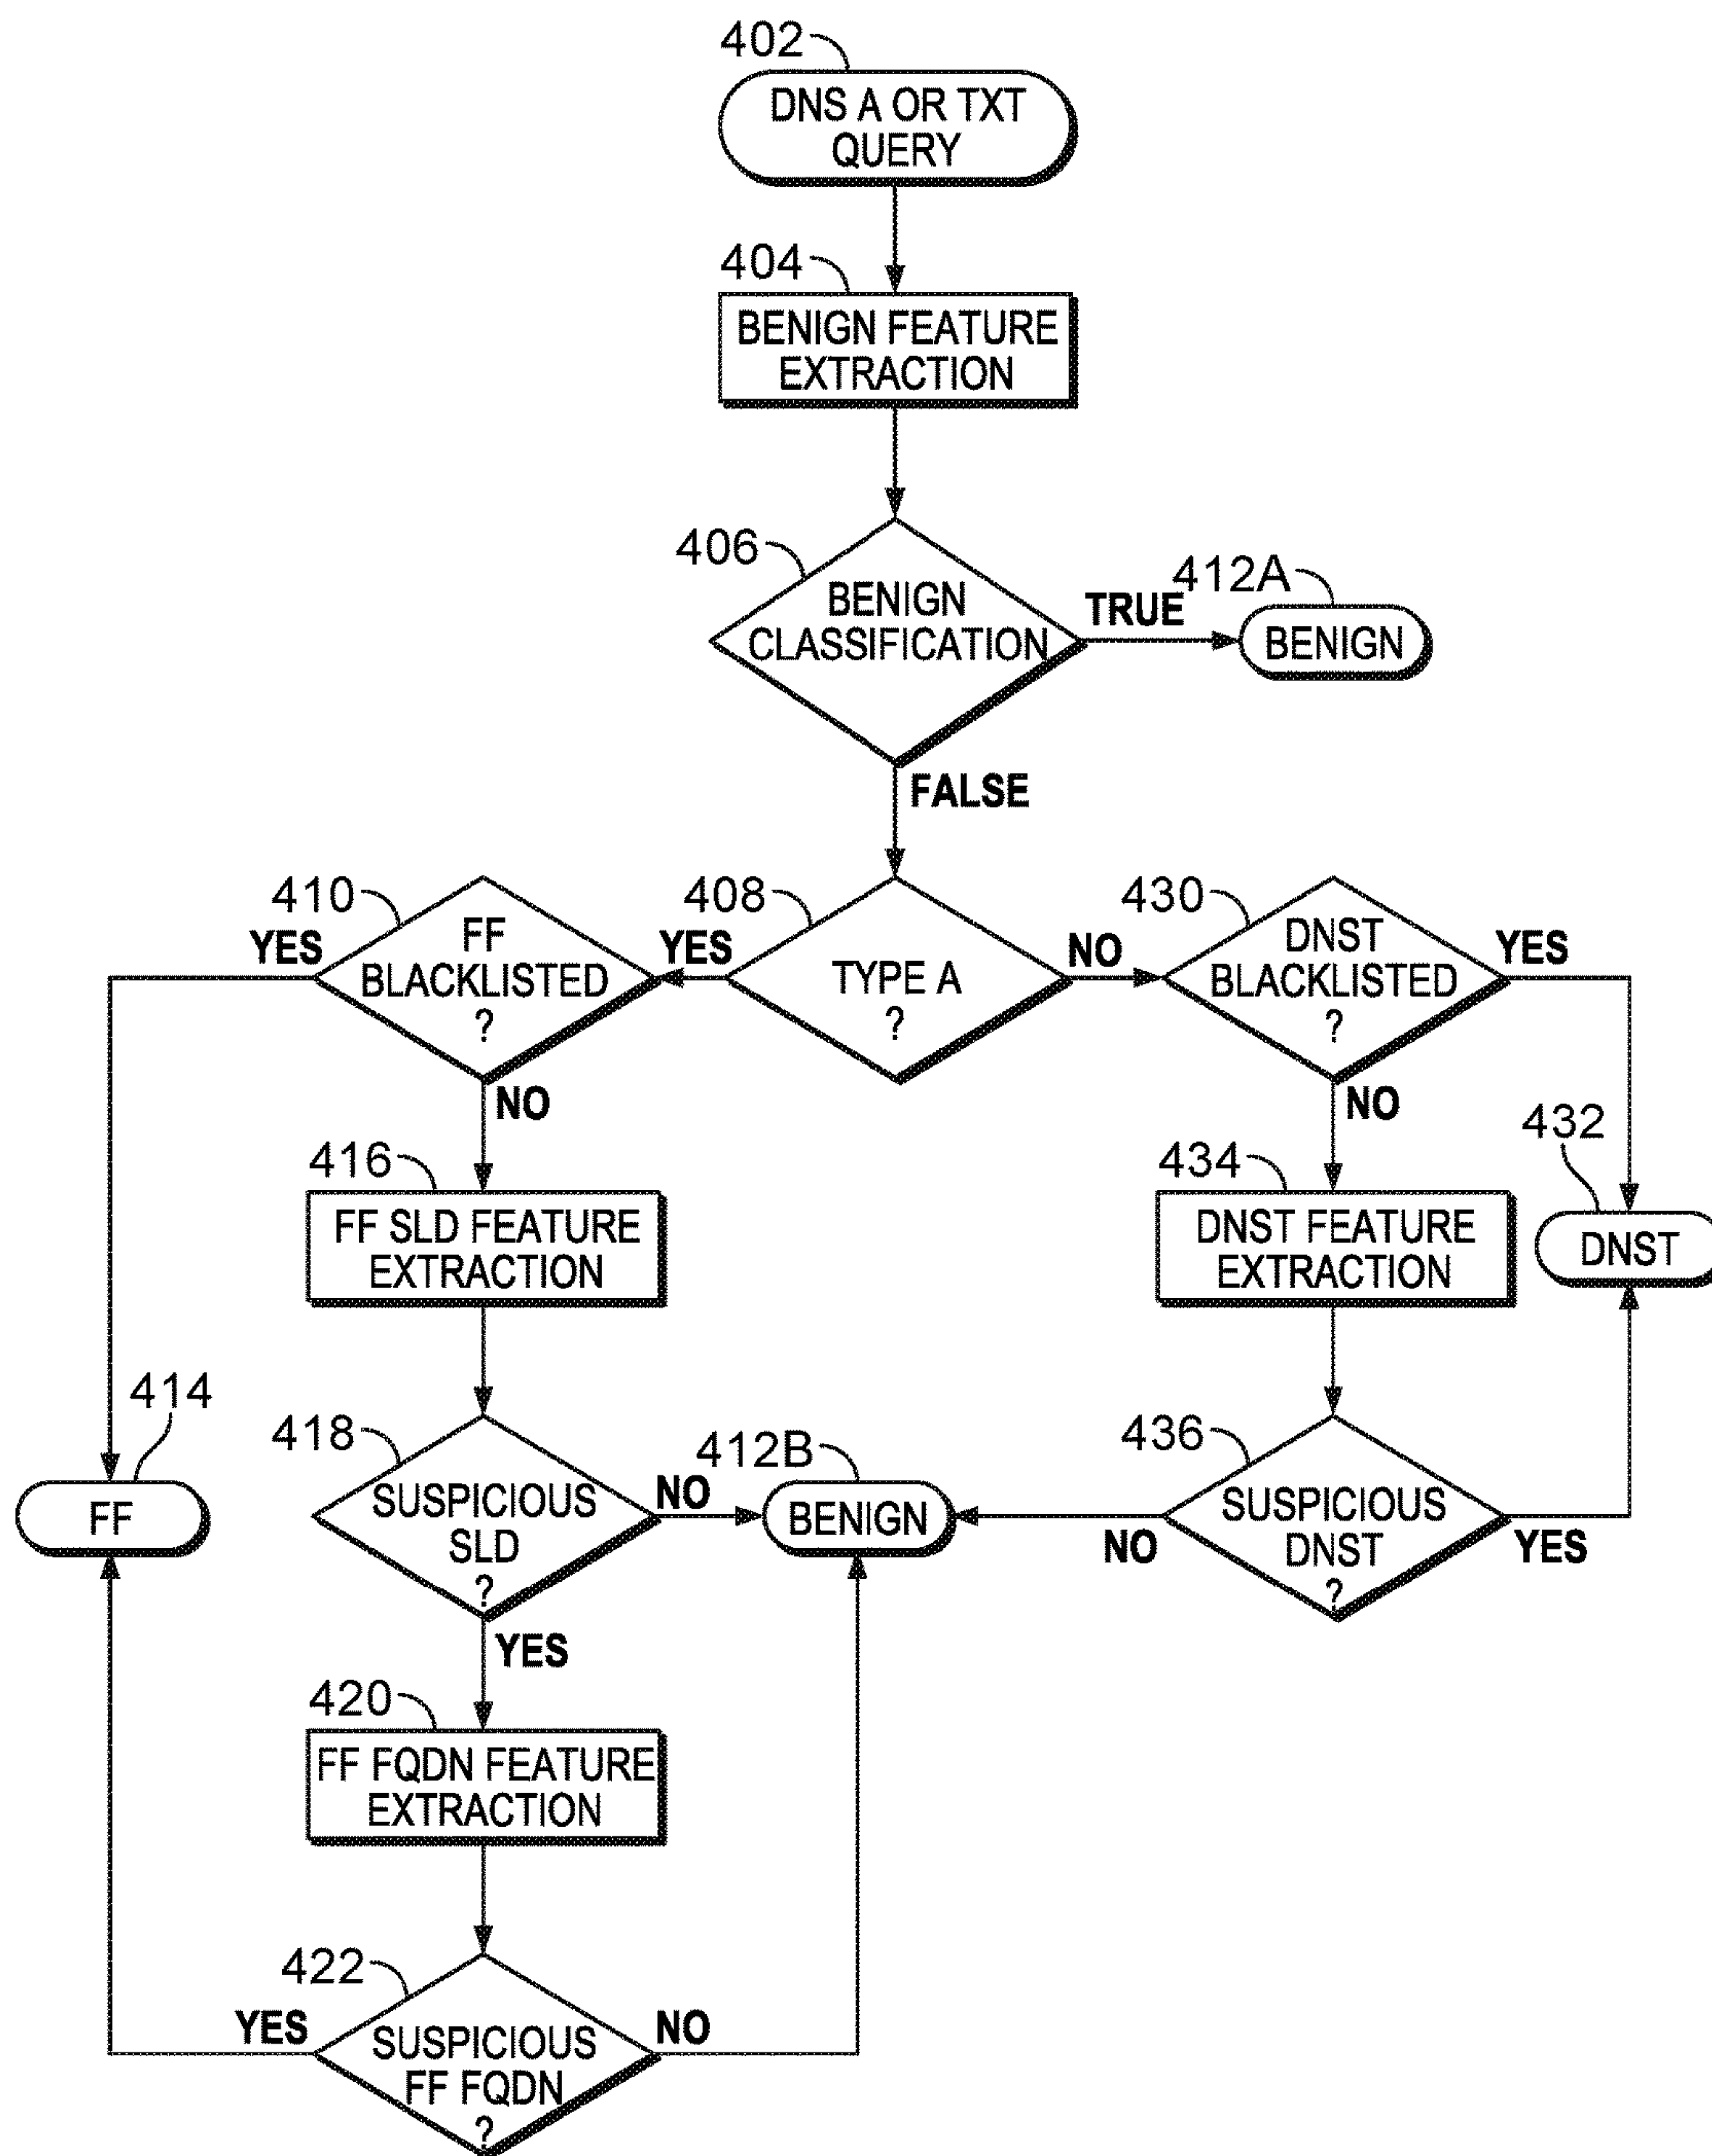 402
DNS A OR TXT
QUERY
404
BENIGN FEATURE
EXTRACTION
406
BENIGN
CLASSIFICATION
TRUE
412A
BENIGN
FALSE
410
FF
BLACKLISTED
?
YES
NO
408
TYPE A
?
YES
NO
430
DNST
BLACKLISTED
?
YES
NO
416
FF SLD FEATURE
EXTRACTION
434
DNST FEATURE
EXTRACTION
432
DNST
414
FF
418
SUSPICIOUS
SLD
?
NO
YES
412B
BENIGN
436
SUSPICIOUS
DNST
?
NO
YES
420
FF FQDN FEATURE
EXTRACTION
422
SUSPICIOUS
FF FQDN
?
YES
NO